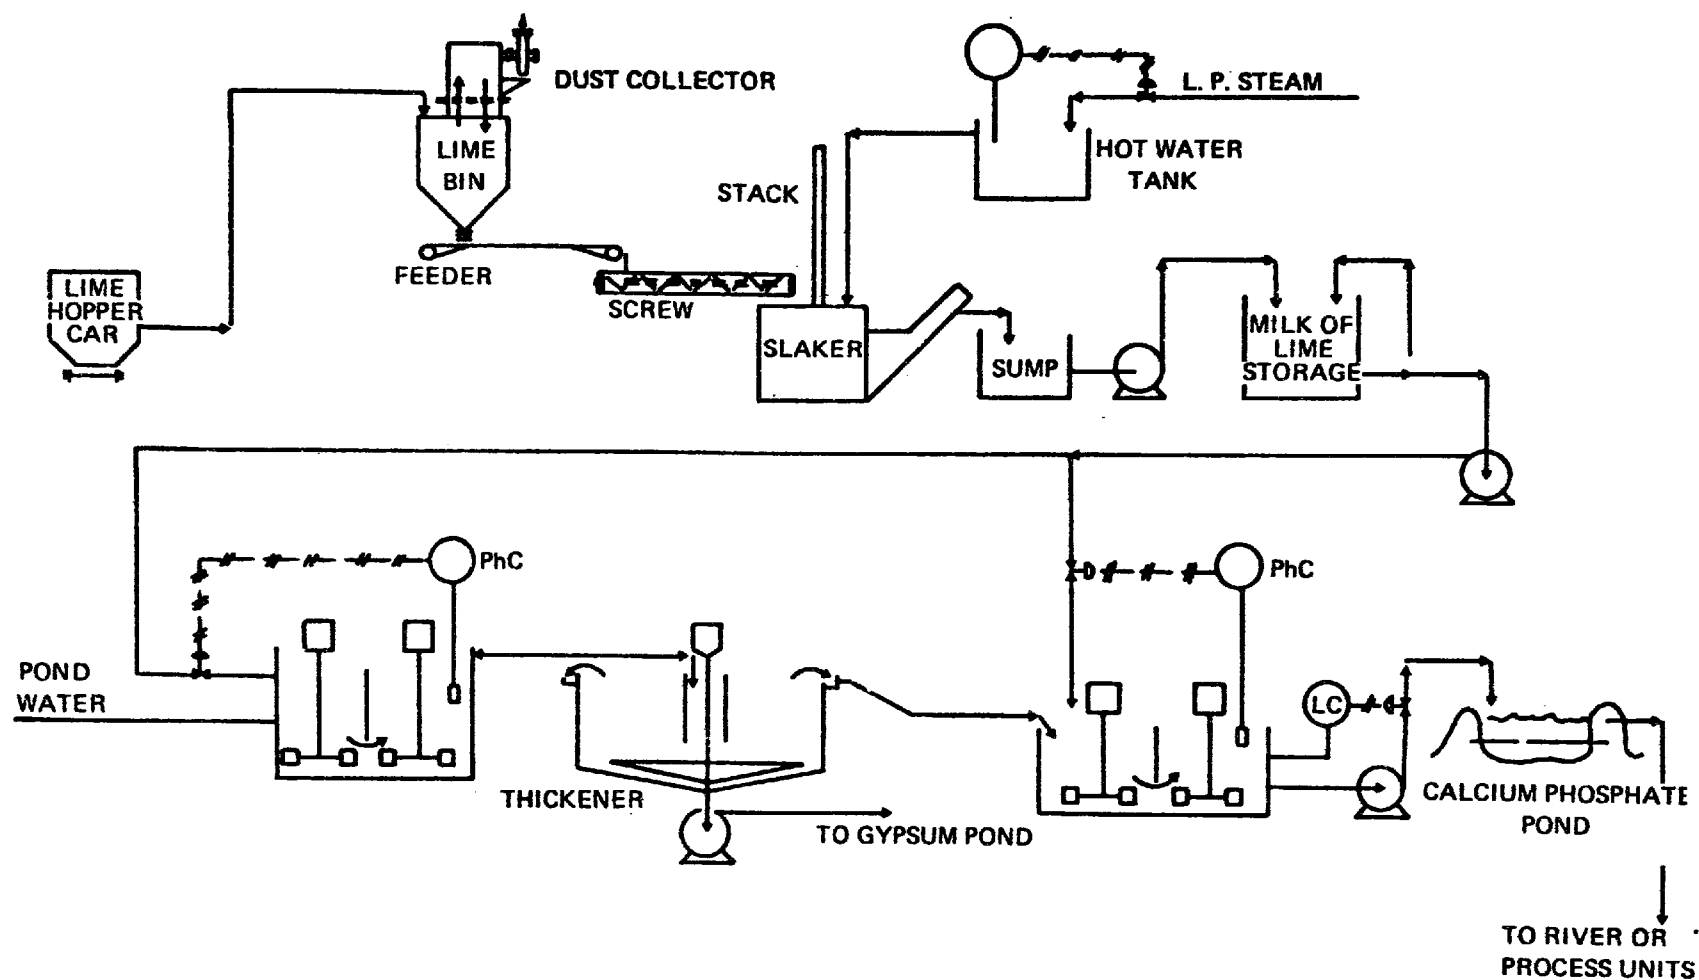 DUST COLLECTOR
L. P. STEAM
LIME
BIN
HOT WATER
TANK
STACK
FEEDER
LIME
HOPPER
CAR
SCREW
SLAKER
SUMP
MILK OF
LIME
STORAGE
PhC
PhC
POND
WATER
LC
THICKENER
TO GYPSUM POND
CALCIUM PHOSPHATE
POND
TO RIVER OR
PROCESS UNITS